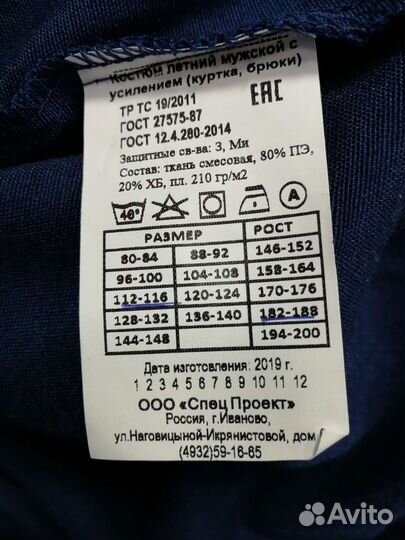 Костюм летний мужской с
усилением (куртка, брюки)
ТР ТС 19/2011
ГОСТ 27575-87
ГОСТ 12.4.280-2014
EAC
Защитные св-ва: З, Ми
Состав: ткань смесовая, 80% ПЭ,
20% ХБ, пл. 210 гр/м2
40° A
РАЗМЕР РОСТ
80-84 88-92 146-152
96-100 104-108 158-164
112-116 120-124 170-176
128-132 136-140 182-188
144-148 194-200
Дата изготовления: 2019 г.
1 2 3 4 5 6 7 8 9 10 11 12
ООО «Спец Проект»
Россия, г.Иваново,
ул.Наговицыной-Икрянистовой, дом
(4932)59-16-65
Avito